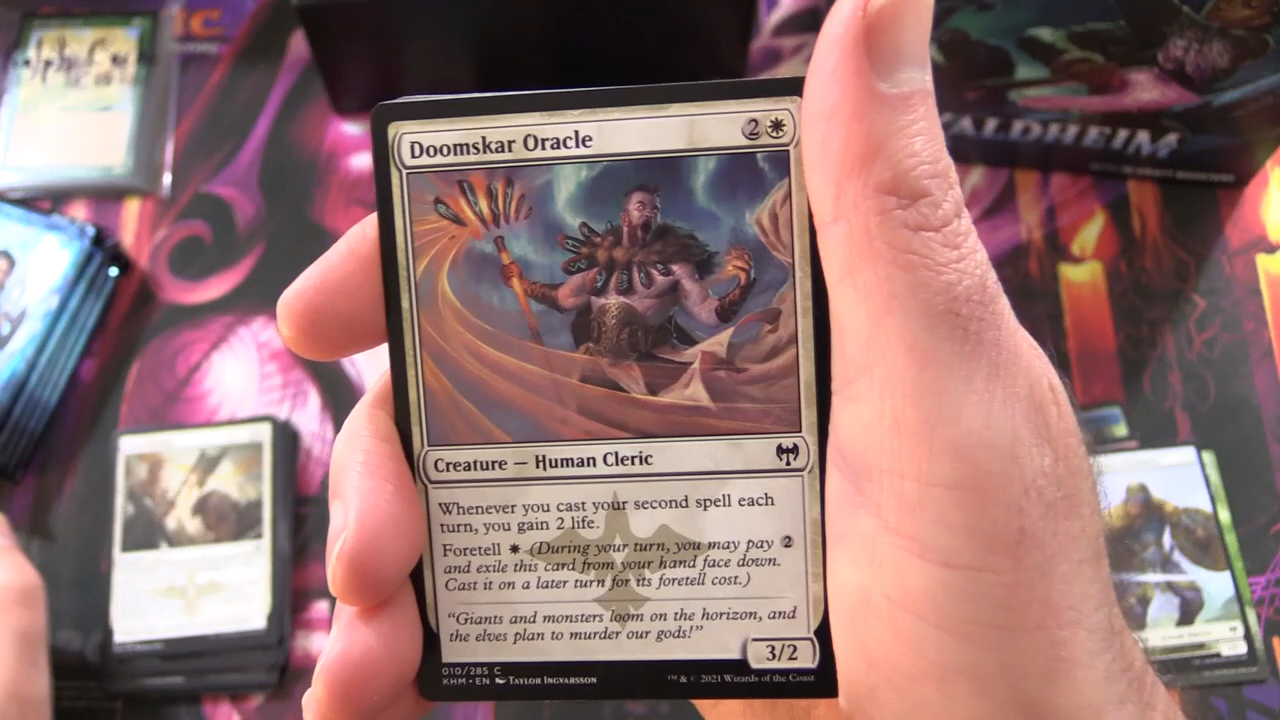 Doomskar Oracle 2
ALDHEIM
Creature — Human Cleric
Whenever you cast your second spell each
turn, you gain 2 life.
Foretell (During your turn, you may pay 2
and exile this card from your hand face down.
Cast it on a later turn for its foretell cost.)
"Giants and monsters loom on the horizon, and
the elves plan to murder our gods!"
3/2
010/285 C
KHM • EN Taylor Ingvarsson
™ & © 2021 Wizards of the Coast